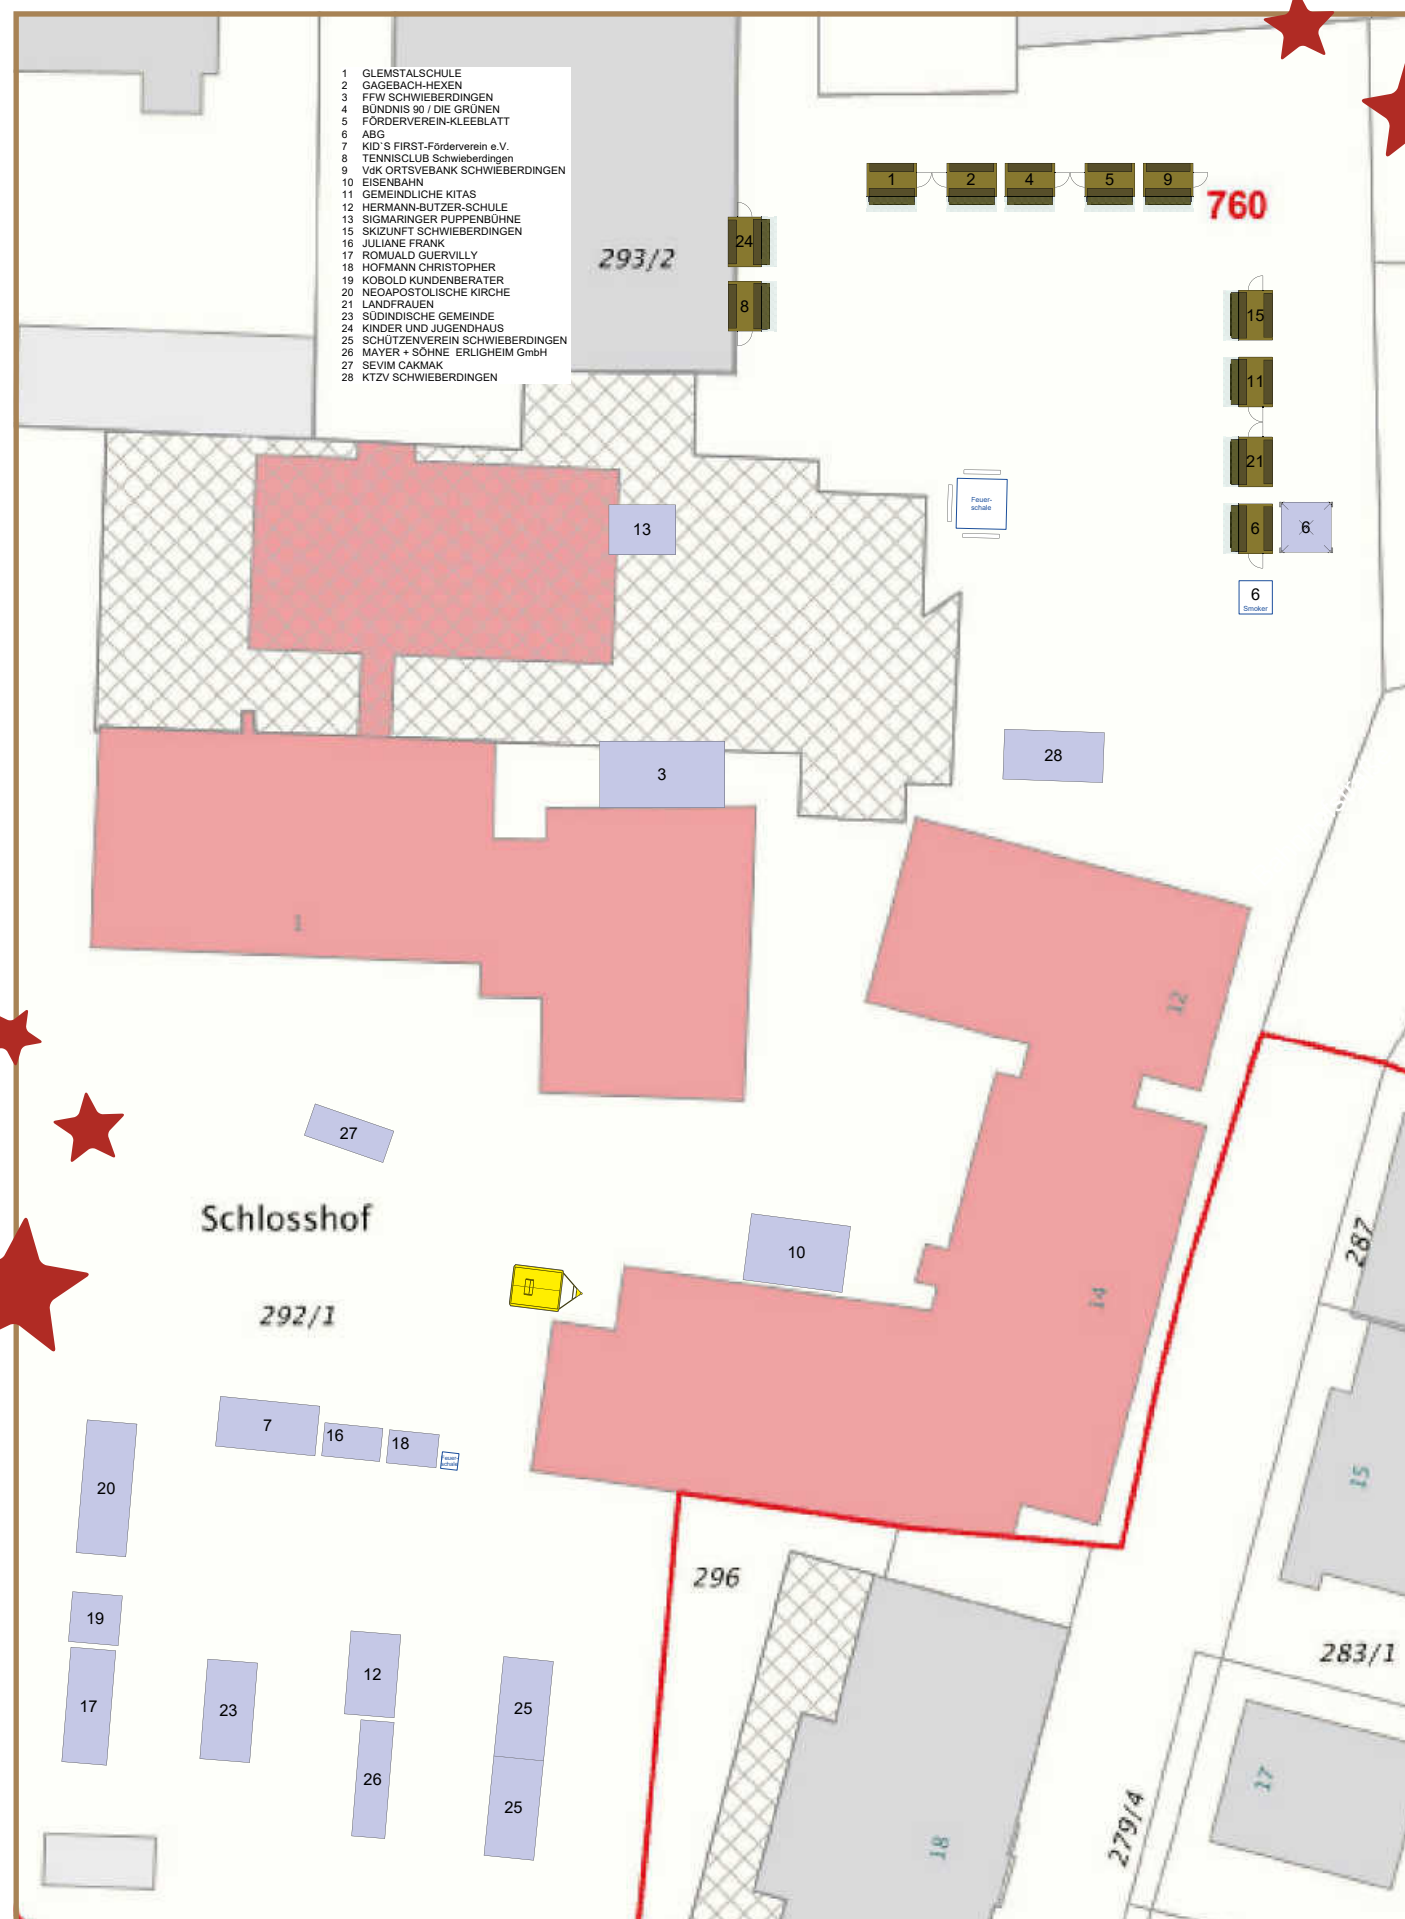 1 GLEMSTALSCHULE
2 GAGEBACH-HEXEN
3 FFW SCHWIEBERDINGEN
4 BÜNDNIS 90 / DIE GRÜNEN
5 FÖRDERVEREIN-KLEEBLATT
6 ABG
7 KID`S FIRST-Förderverein e.V.
8 TENNISCLUB Schwieberdingen
9 VdK ORTSVEBANK SCHWIEBERDINGEN
10 EISENBAHN
11 GEMEINDLICHE KITAS
12 HERMANN-BUTZER-SCHULE
13 SIGMARINGER PUPPENBÜHNE
15 SKIZUNFT SCHWIEBERDINGEN
16 JULIANE FRANK
17 ROMUALD GUERVILLY
18 HOFMANN CHRISTOPHER
19 KOBOLD KUNDENBERATER
20 NEOAPOSTOLISCHE KIRCHE
21 LANDFRAUEN
23 SÜDINDISCHE GEMEINDE
24 KINDER UND JUGENDHAUS
25 SCHÜTZENVEREIN SCHWIEBERDINGEN
26 MAYER + SÖHNE ERLIGHEIM GmbH
27 SEVIM CAKMAK
28 KTZV SCHWIEBERDINGEN
1 2 4 5 9
760
24
293/2
8
15
11
21
Feuer-
schale
13
6 6
6
Smoker
28
3
1
12
27
Schlosshof
10
287
14
292/1
7 16 18
Feuer-
schale
20
15
296
19
12
283/1
17
23
25
26
25
17
279/4
18